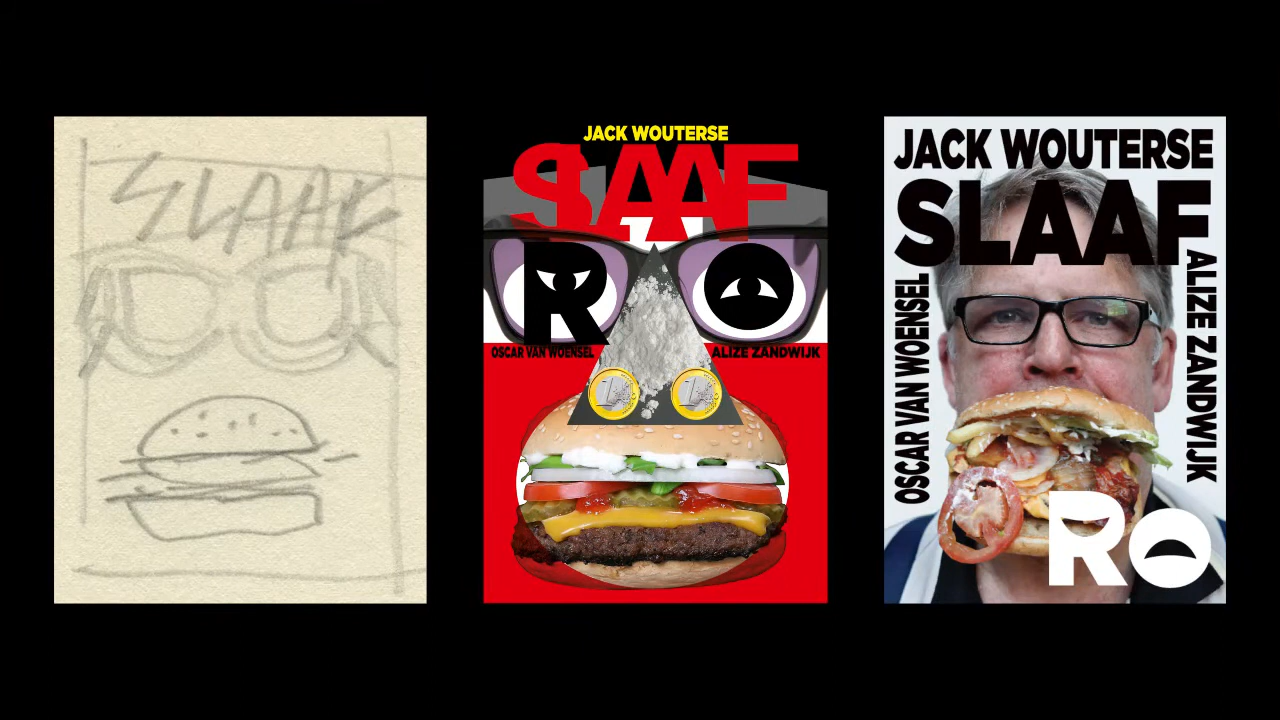 SLAAF
JACK WOUTERSE
SLAAF
RO
OSCAR VAN WOENSEL
ALIZE ZANDWIJK
JACK WOUTERSE
SLAAF
OSCAR VAN WOENSEL
ALIZE ZANDWIJK
RO